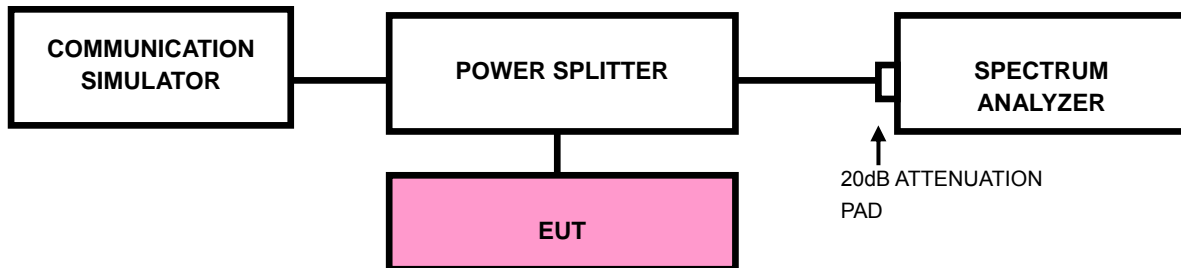 COMMUNICATION
SIMULATOR
POWER SPLITTER
SPECTRUM
ANALYZER
20dB ATTENUATION
PAD
EUT